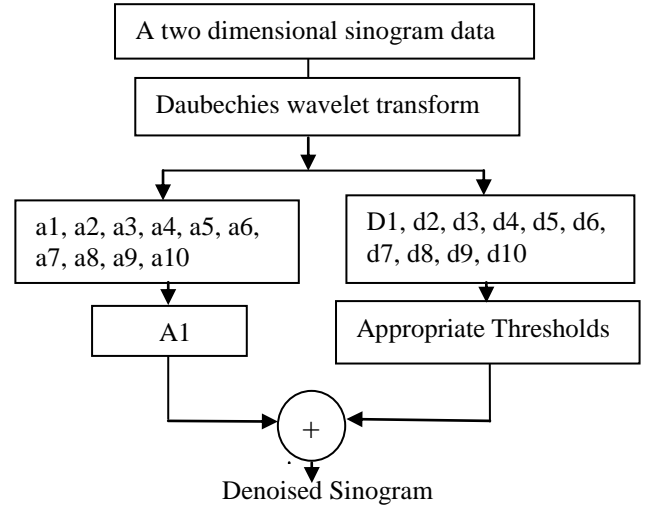 A two dimensional sinogram data
Daubechies wavelet transform
a1, a2, a3, a4, a5, a6,
a7, a8, a9, a10
D1, d2, d3, d4, d5, d6,
d7, d8, d9, d10
A1
Appropriate Thresholds
+
Denoised Sinogram